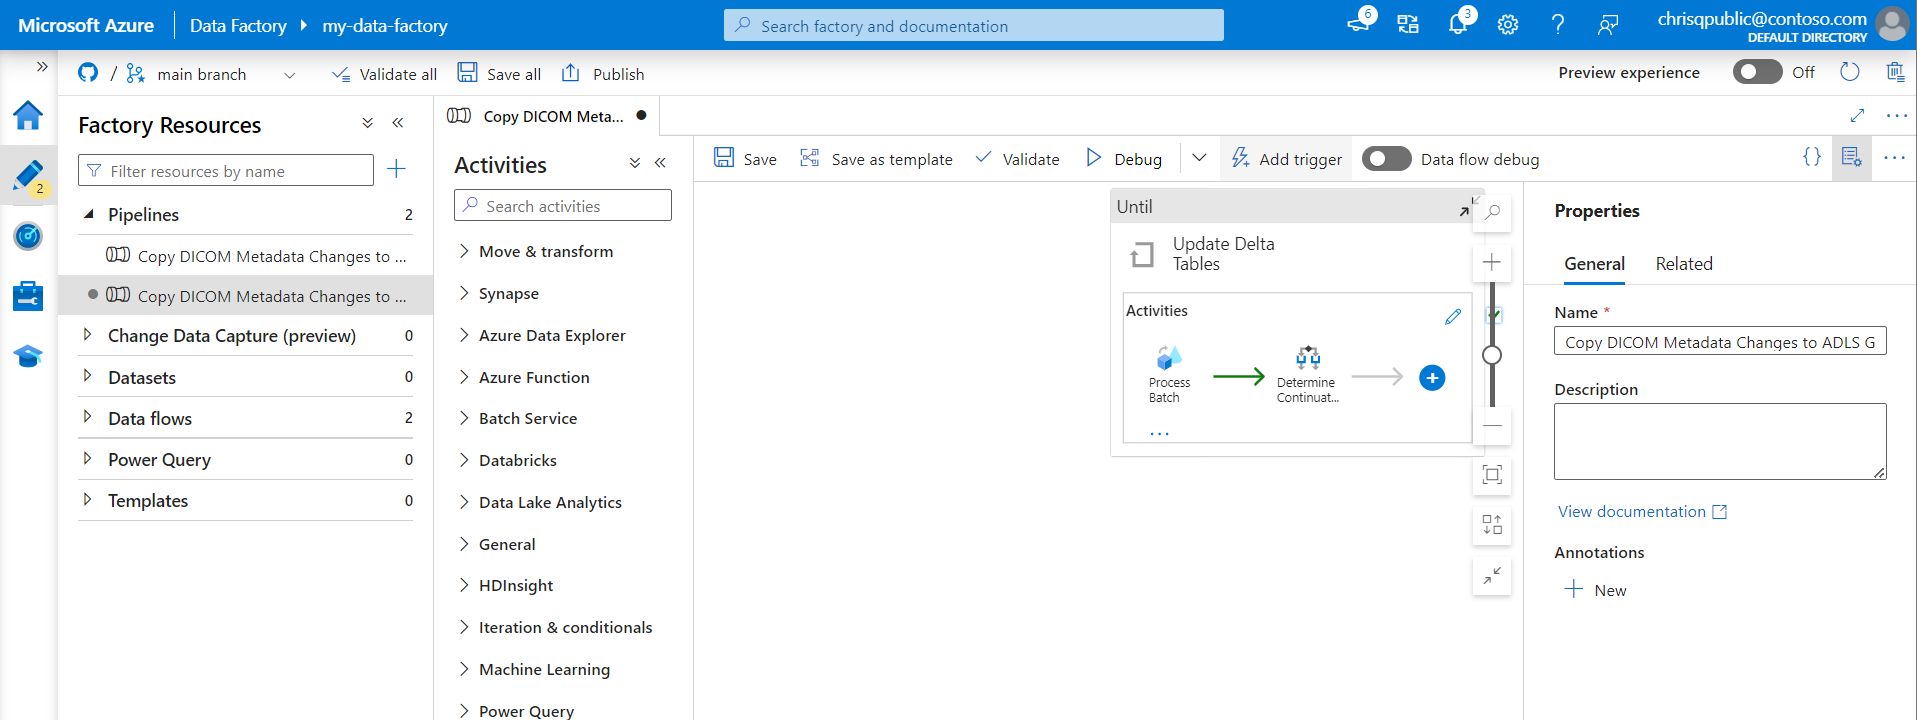 Microsoft Azure
Data Factory
my-data-factory
Search factory and documentation
6
3
chrisqpublic@contoso.com
DEFAULT DIRECTORY
/
main branch
Validate all
Save all
Publish
Preview experience
Off
2
Factory Resources
Filter resources by name
Pipelines
2
Copy DICOM Metadata Changes to ...
Copy DICOM Metadata Changes to ...
Change Data Capture (preview)
0
Datasets
0
Data flows
2
Power Query
0
Templates
0
Copy DICOM Meta...
Activities
Search activities
Move & transform
Synapse
Azure Data Explorer
Azure Function
Batch Service
Databricks
Data Lake Analytics
General
HDInsight
Iteration & conditionals
Machine Learning
Power Query
Save
Save as template
Validate
Debug
Add trigger
Data flow debug
{}
Until
Update Delta
Tables
Activities
Process
Batch
Determine
Continuat...
Properties
General
Related
Name *
Copy DICOM Metadata Changes to ADLS G
Description
View documentation
Annotations
New